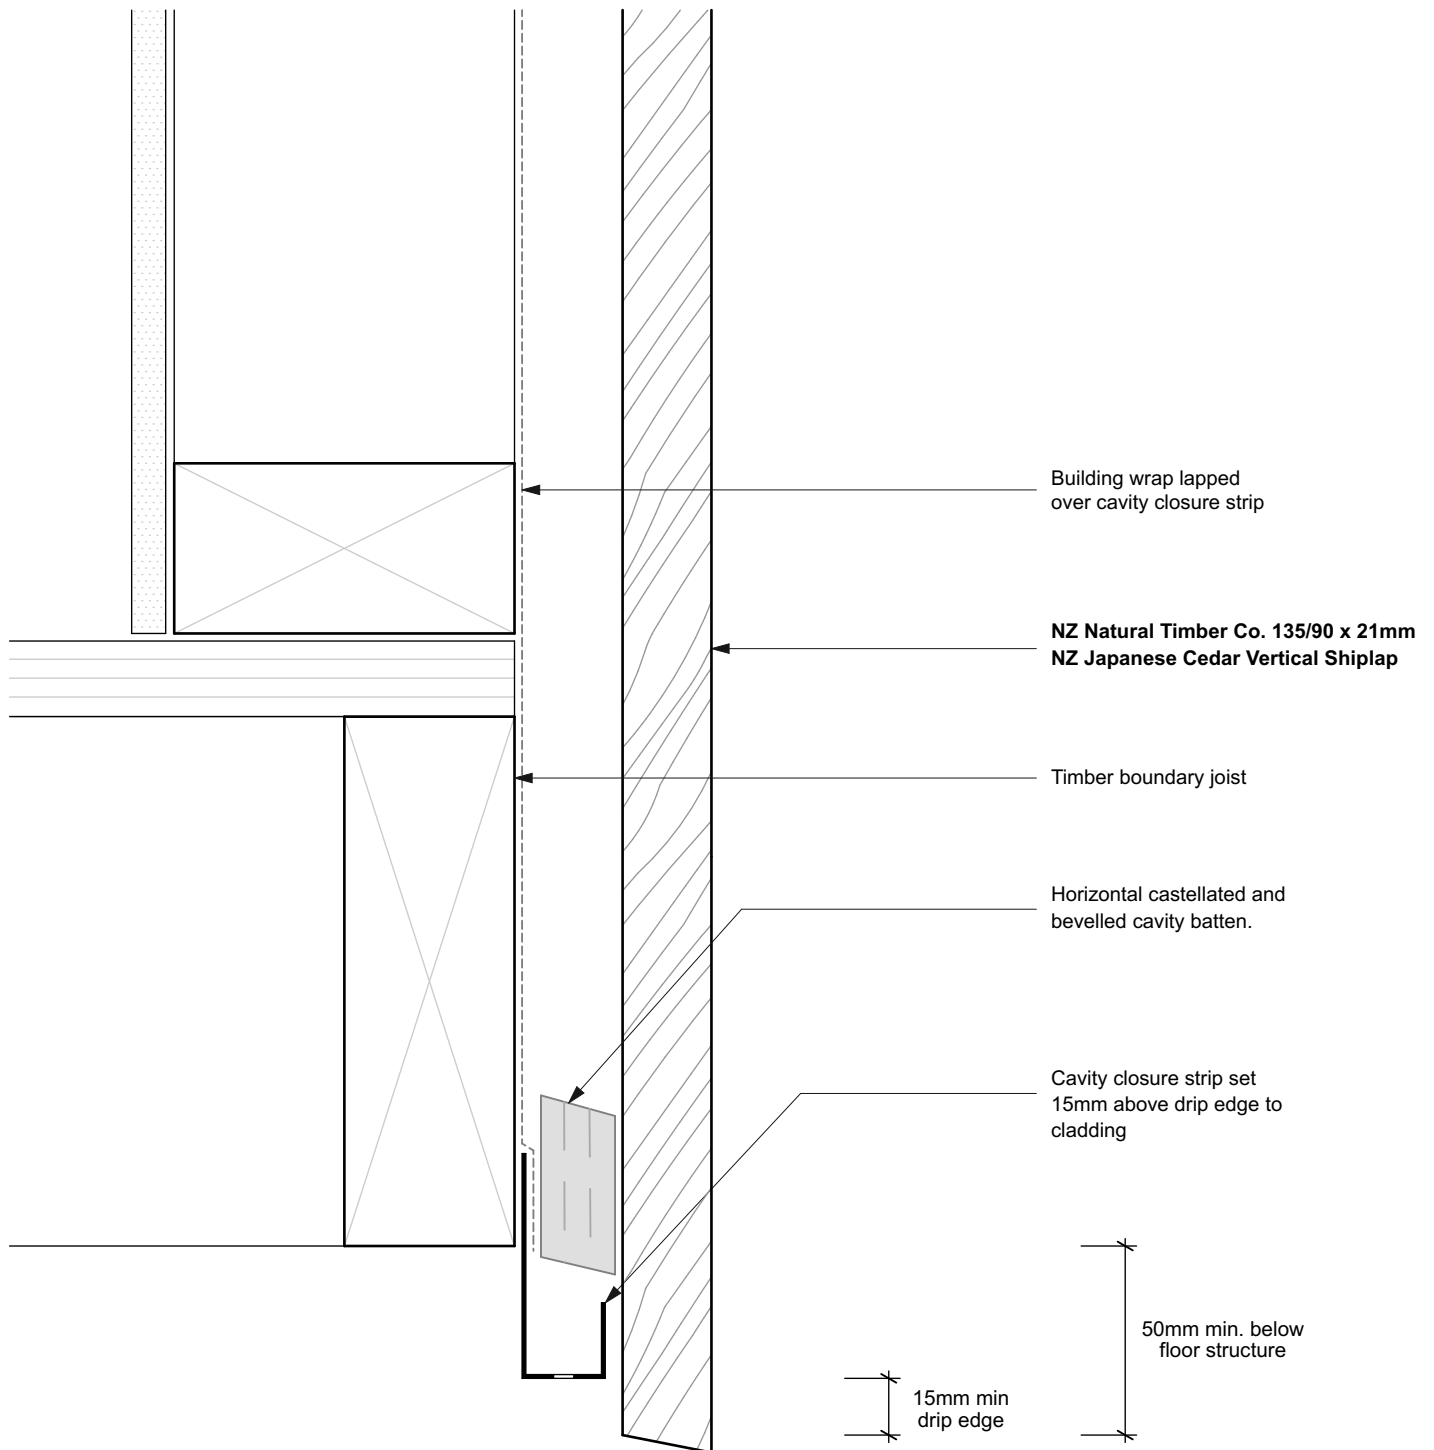 Building wrap lapped
over cavity closure strip
NZ Natural Timber Co. 135/90 x 21mm
NZ Japanese Cedar Vertical Shiplap
Timber boundary joist
Horizontal castellated and
bevelled cavity batten.
Cavity closure strip set
15mm above drip edge to
cladding
50mm min. below
floor structure
15mm min
drip edge